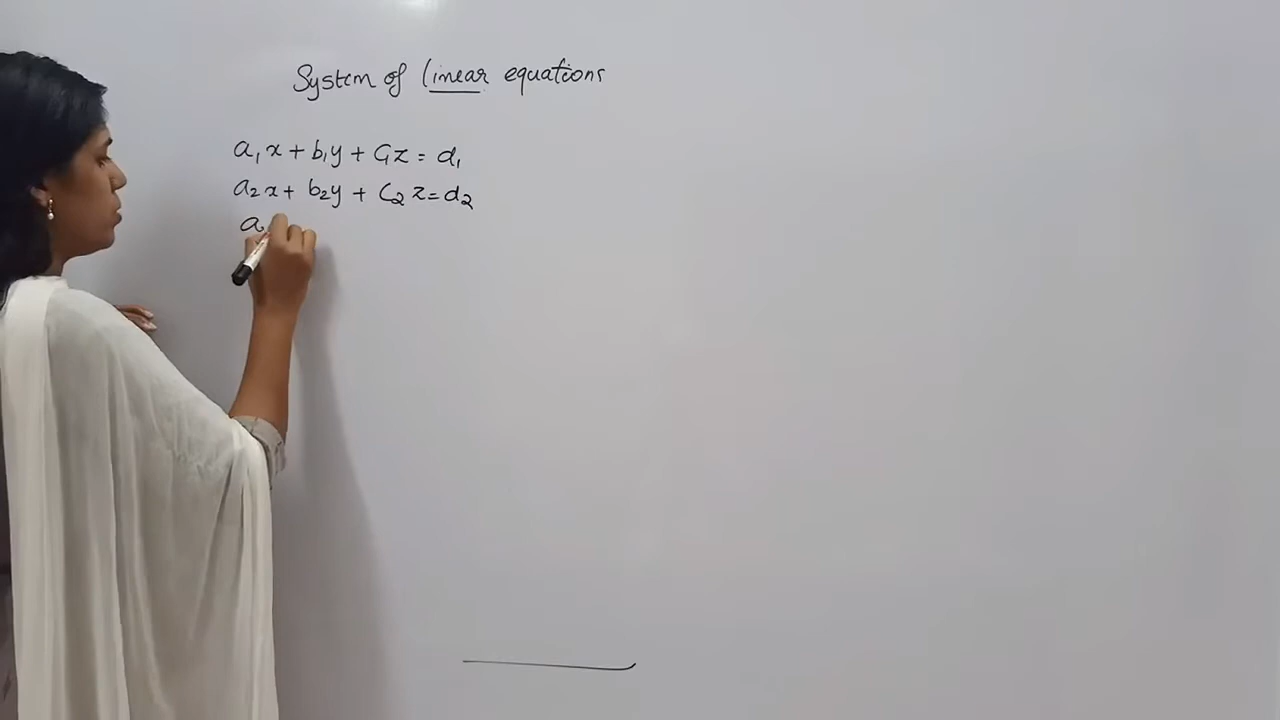 System of linear equations
a₁x + b₁y + c₁z = d₁
a₂x + b₂y + c₂z = d₂
a